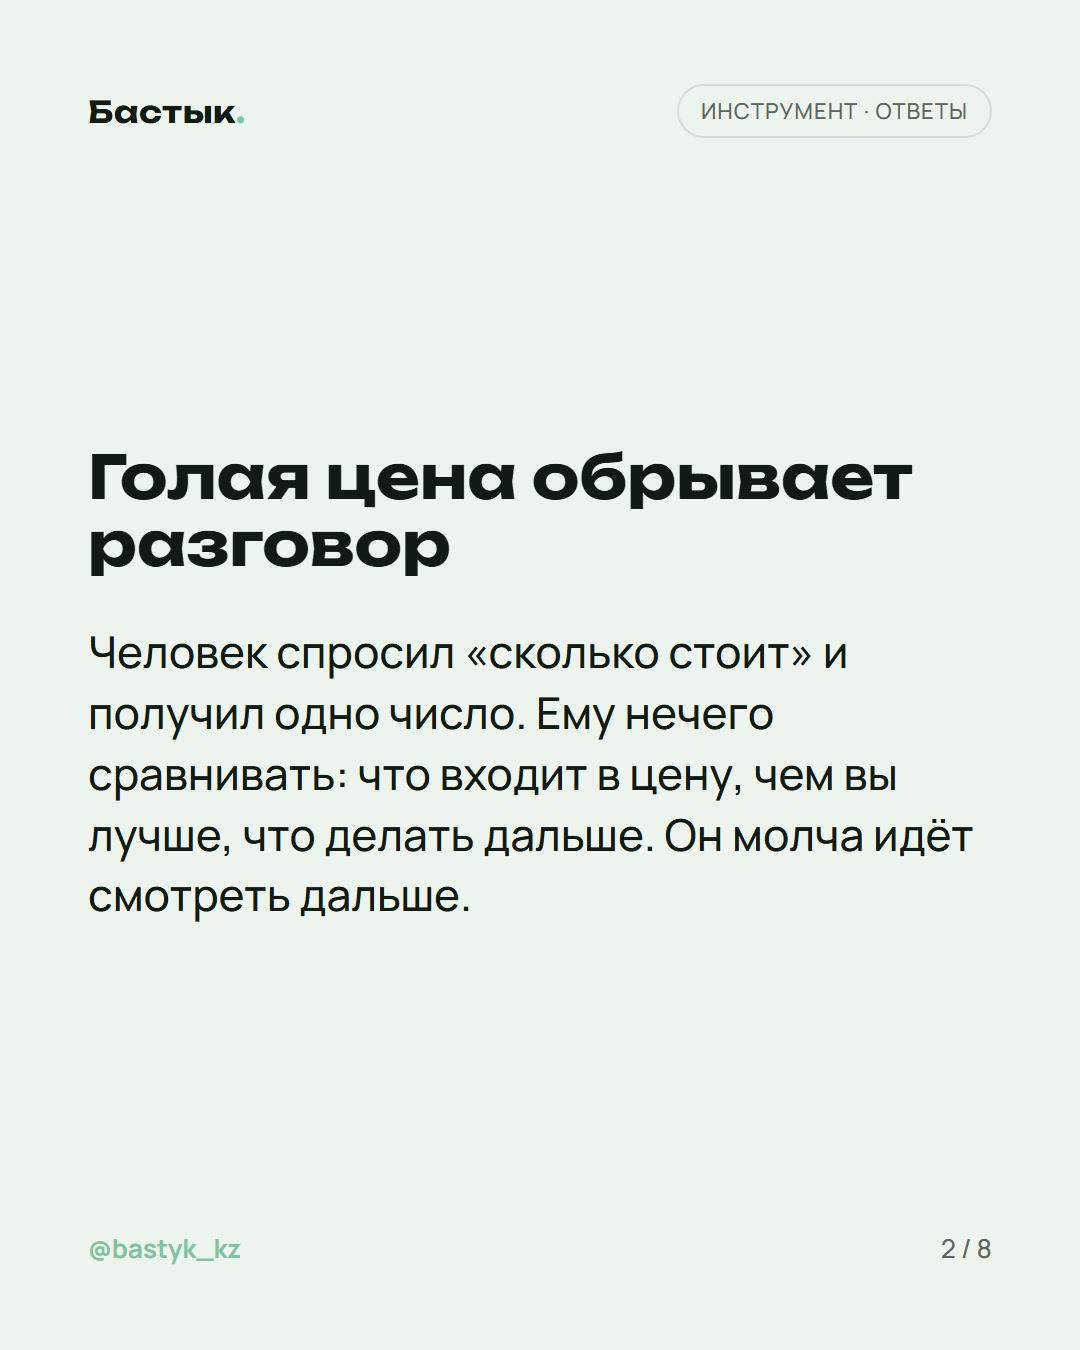 Бастык.
ИНСТРУМЕНТ · ОТВЕТЫ
Голая цена обрывает
разговор
Человек спросил «сколько стоит» и
получил одно число. Ему нечего
сравнивать: что входит в цену, чем вы
лучше, что делать дальше. Он молча идёт
смотреть дальше.
@bastyk_kz
2 / 8